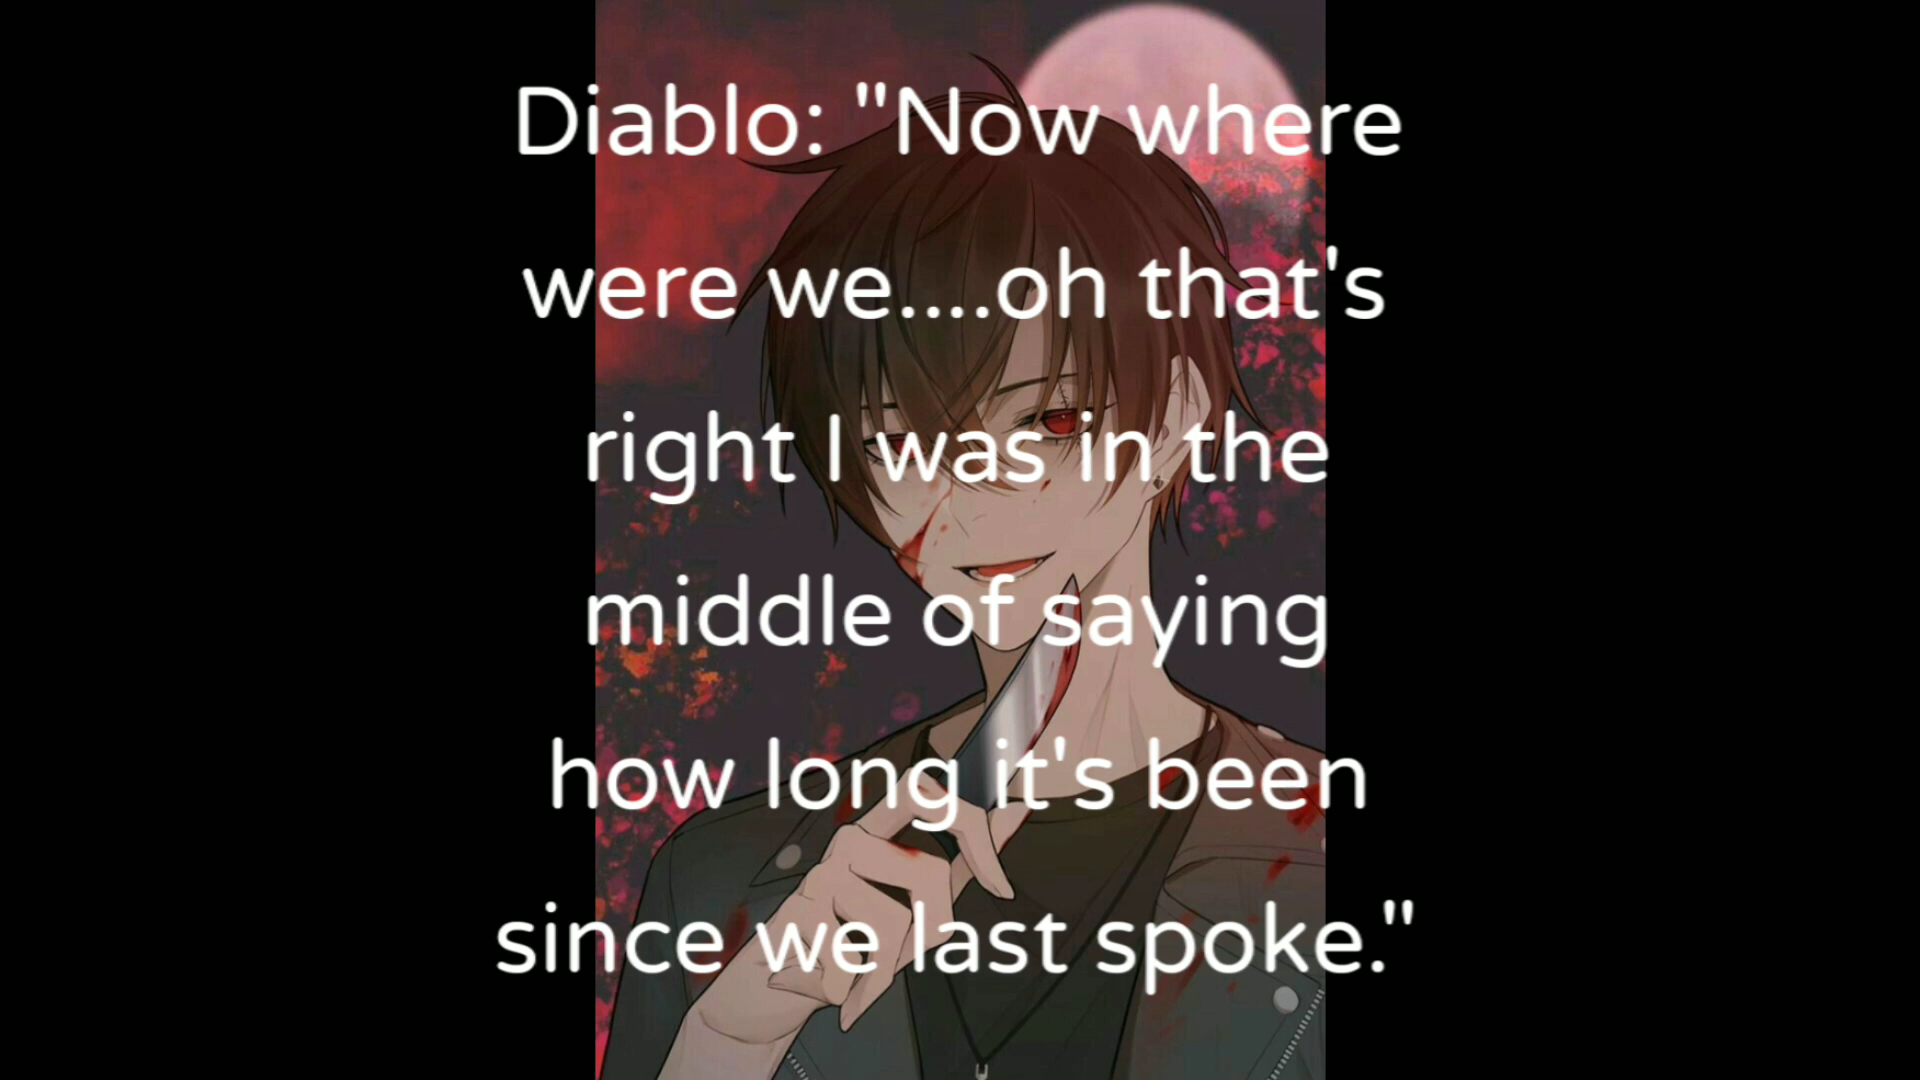 Diablo: "Now where
were we....oh that's
right I was in the
middle of saying
how long it's been
since we last spoke."